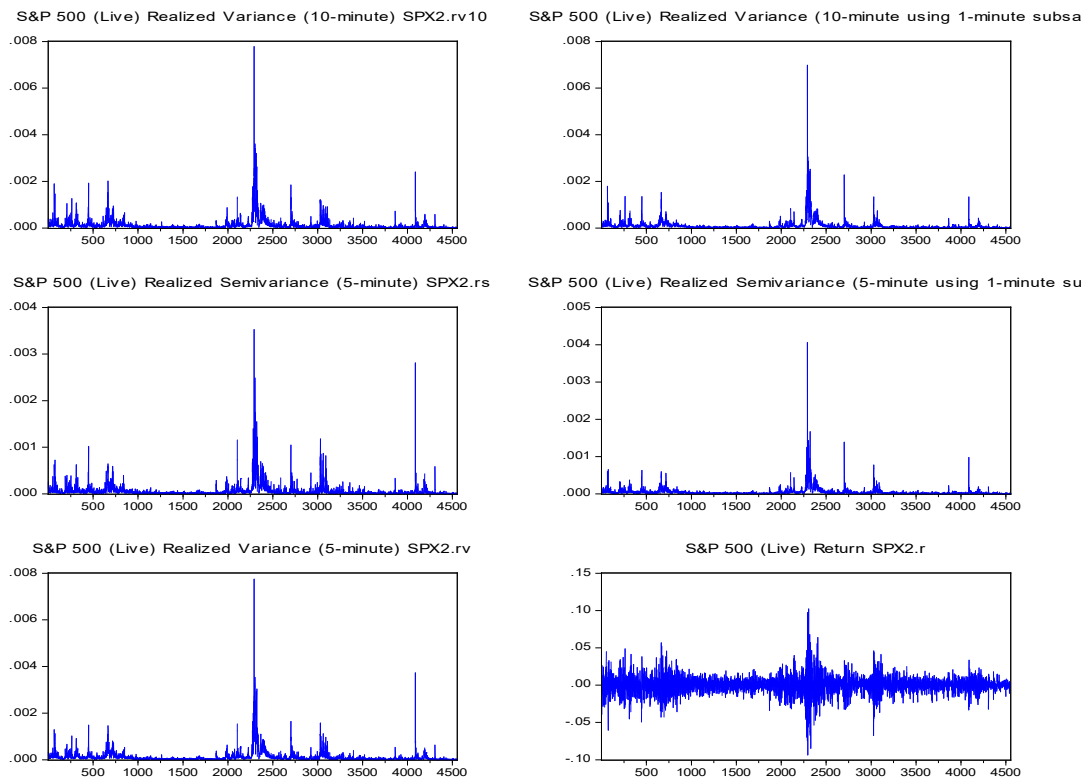 S&P 500 (Live) Realized Variance (10-minute) SPX2.rv10
.008
.006
.004
.002
.000
500 1000 1500 2000 2500 3000 3500 4000 4500
S&P 500 (Live) Realized Variance (10-minute using 1-minute subsa
.008
.006
.004
.002
.000
500 1000 1500 2000 2500 3000 3500 4000 4500
S&P 500 (Live) Realized Semivariance (5-minute) SPX2.rs
.004
.003
.002
.001
.000
500 1000 1500 2000 2500 3000 3500 4000 4500
S&P 500 (Live) Realized Semivariance (5-minute using 1-minute su
.005
.004
.003
.002
.001
.000
500 1000 1500 2000 2500 3000 3500 4000 4500
S&P 500 (Live) Realized Variance (5-minute) SPX2.rv
.008
.006
.004
.002
.000
500 1000 1500 2000 2500 3000 3500 4000 4500
S&P 500 (Live) Return SPX2.r
.15
.10
.05
.00
-.05
-.10
500 1000 1500 2000 2500 3000 3500 4000 4500